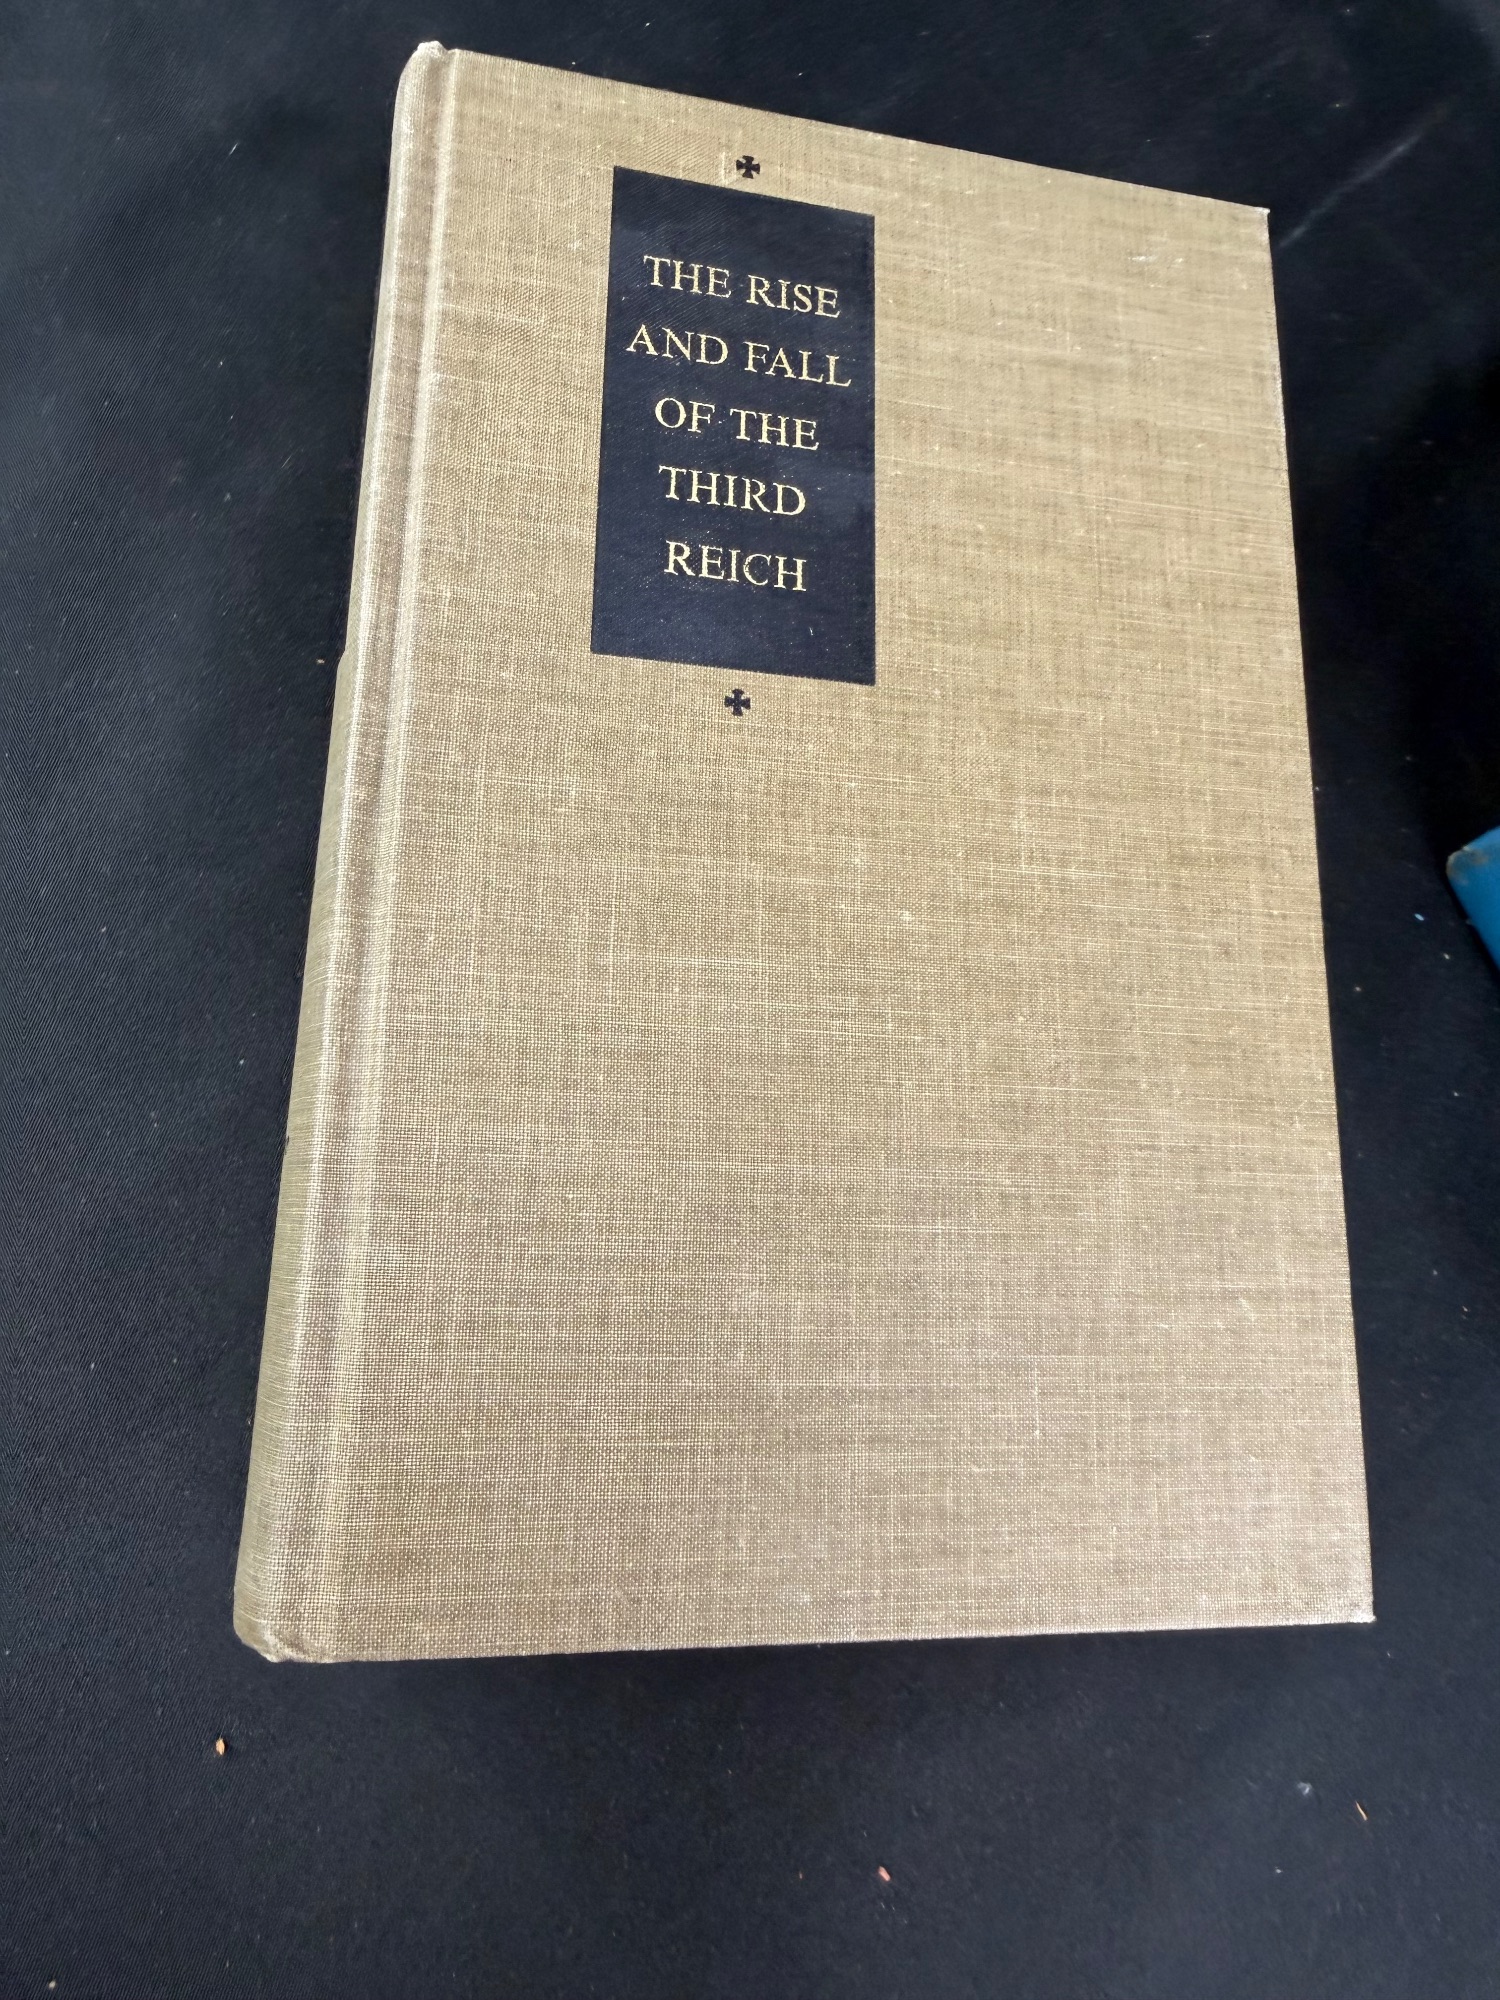 THE RISE
AND FALL
OF THE
THIRD
REICH